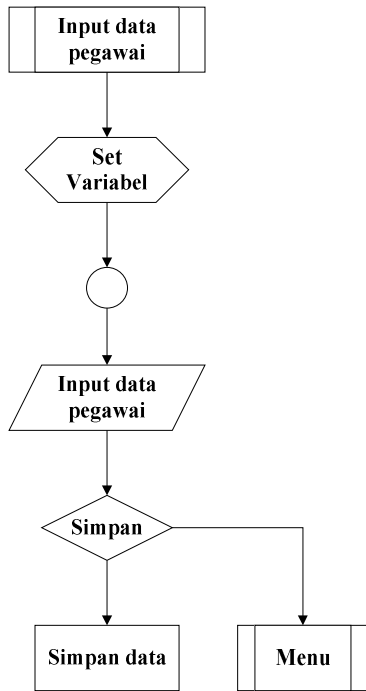 Input data
pegawai
Set
Variabel
Input data
pegawai
Simpan
Simpan data
Menu